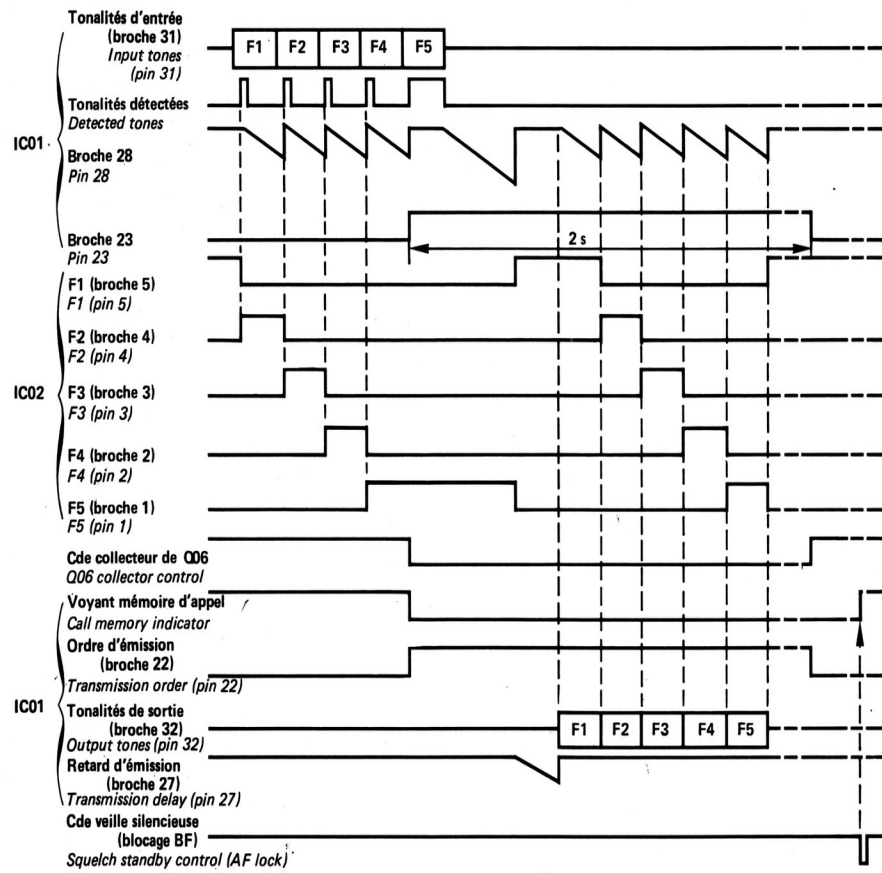 Tonalités d'entrée
(broche 31)
Input tones
(pin 31)
F1 F2 F3 F4 F5
Tonalités détectées
Detected tones
IC01
Broche 28
Pin 28
Broche 23
Pin 23
2 s
F1 (broche 5)
F1 (pin 5)
F2 (broche 4)
F2 (pin 4)
IC02
F3 (broche 3)
F3 (pin 3)
F4 (broche 2)
F4 (pin 2)
F5 (broche 1)
F5 (pin 1)
Cde collecteur de Q06
Q06 collector control
Voyant mémoire d'appel
Call memory indicator
Ordre d'émission
(broche 22)
Transmission order (pin 22)
IC01
Tonalités de sortie
(broche 32)
Output tones (pin 32)
F1 F2 F3 F4 F5
Retard d'émission
(broche 27)
Transmission delay (pin 27)
Cde veille silencieuse
(blocage BF)
Squelch standby control (AF lock)